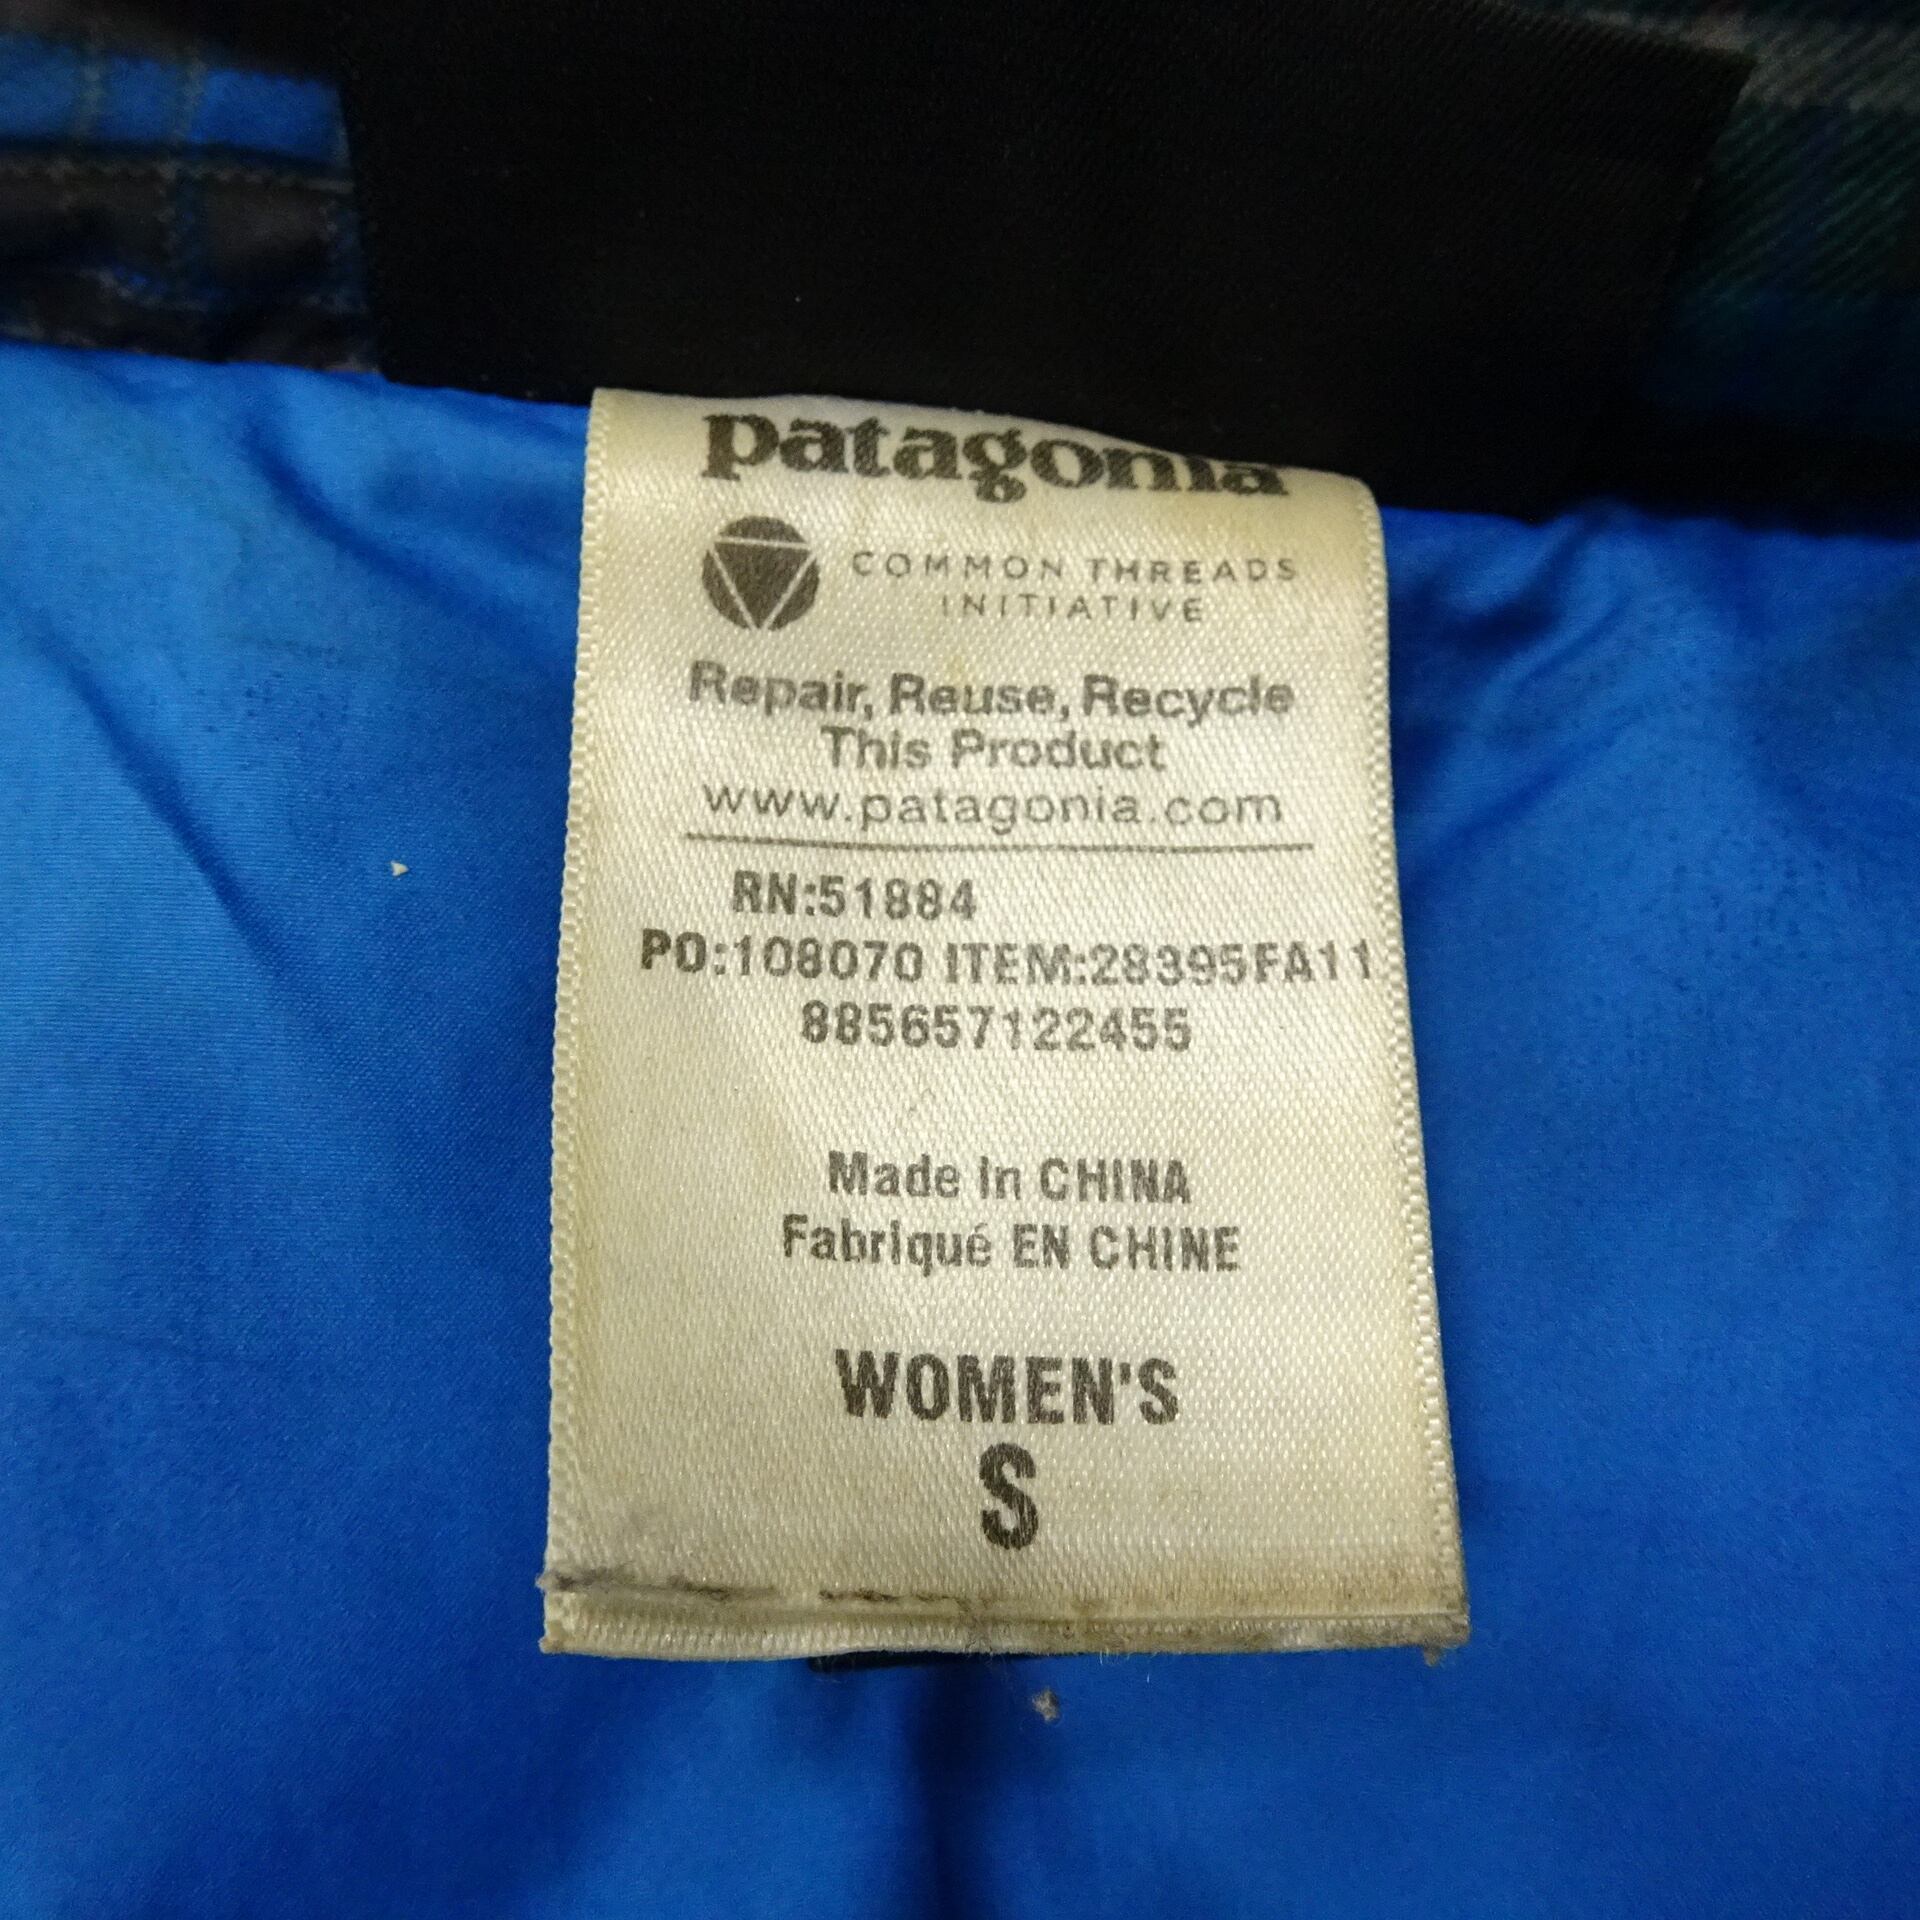 patagonia
COMMON THREADS
INITIATIVE
Repair, Reuse, Recycle
This Product
www.patagonia.com
RN:51884
PO:108070 ITEM:28395FA11
885657122455
Made In CHINA
Fabriqué EN CHINE
WOMEN'S
S